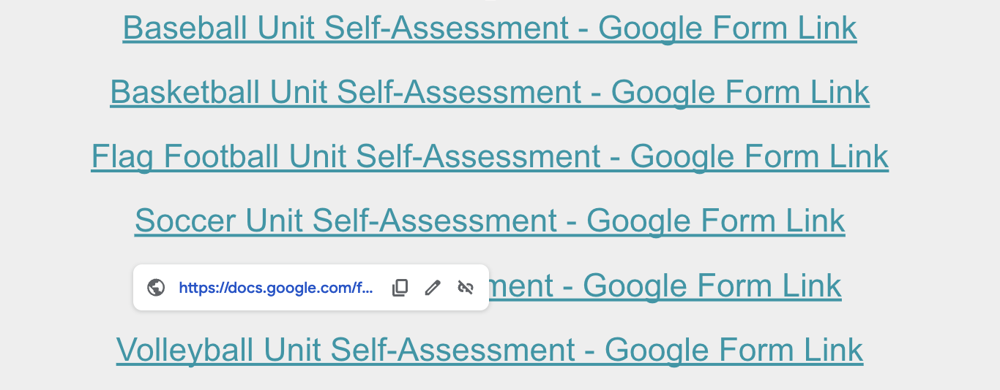 Baseball Unit Self-Assessment - Google Form Link
Basketball Unit Self-Assessment - Google Form Link
Flag Football Unit Self-Assessment - Google Form Link
Soccer Unit Self-Assessment - Google Form Link
https://docs.google.com/f... ment - Google Form Link
Volleyball Unit Self-Assessment - Google Form Link